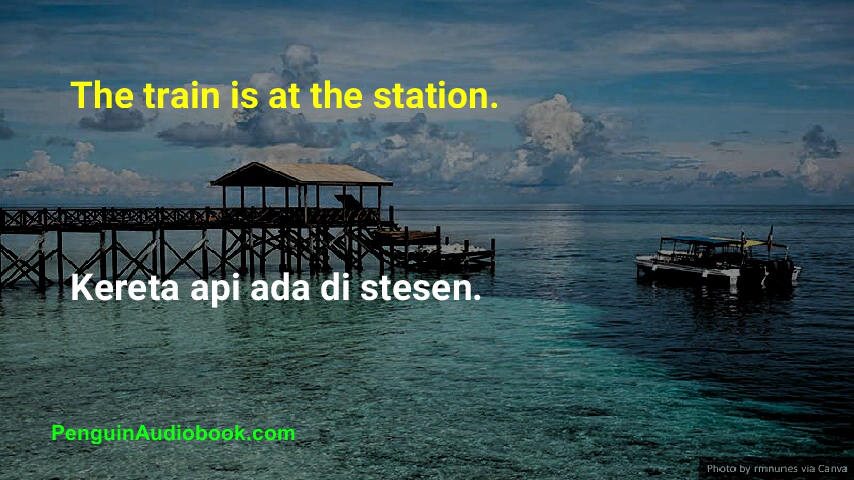 The train is at the station.
Kereta api ada di stesen.
PenguinAudiobook.com
Photo by rmnunes via Canva